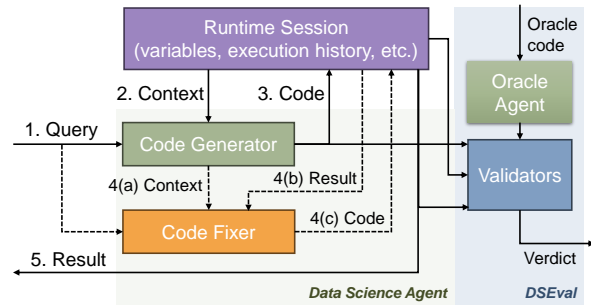 Runtime Session
(variables, execution history, etc.)
Oracle
code
2. Context
3. Code
Oracle
Agent
1. Query
Code Generator
4(a) Context
4(b) Result
Validators
Code Fixer
4(c) Code
5. Result
Verdict
Data Science Agent
DSEval